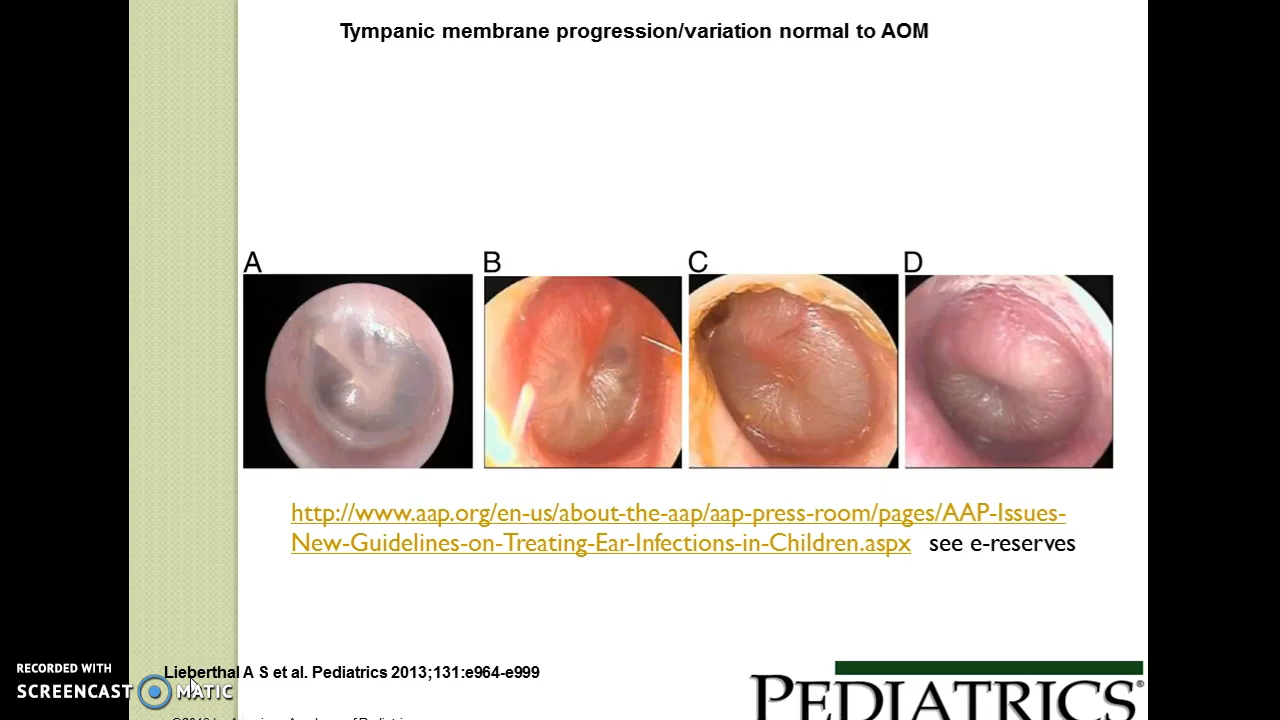 Tympanic membrane progression/variation normal to AOM
A B C D
http://www.aap.org/en-us/about-the-aap/aap-press-room/pages/AAP-Issues-
New-Guidelines-on-Treating-Ear-Infections-in-Children.aspx see e-reserves
Lieberthal A S et al. Pediatrics 2013;131:e964-e999
RECORDED WITH
SCREENCAST MATIC
PEDIATRICS®